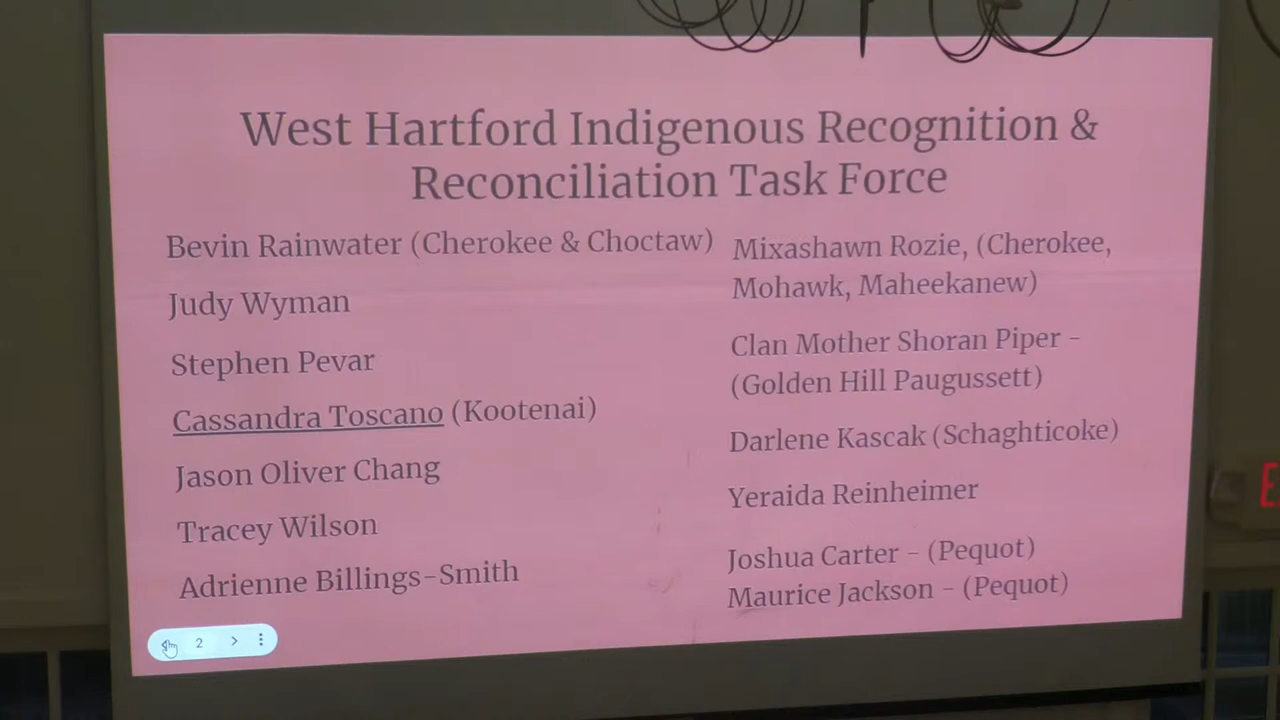 West Hartford Indigenous Recognition &
Reconciliation Task Force
Bevin Rainwater (Cherokee & Choctaw)
Judy Wyman
Stephen Pevar
Cassandra Toscano (Kootenai)
Jason Oliver Chang
Tracey Wilson
Adrienne Billings-Smith
Mixashawn Rozie, (Cherokee,
Mohawk, Maheekanew)
Clan Mother Shoran Piper -
(Golden Hill Paugussett)
Darlene Kascak (Schaghticoke)
Yeraida Reinheimer
Joshua Carter - (Pequot)
Maurice Jackson - (Pequot)
2